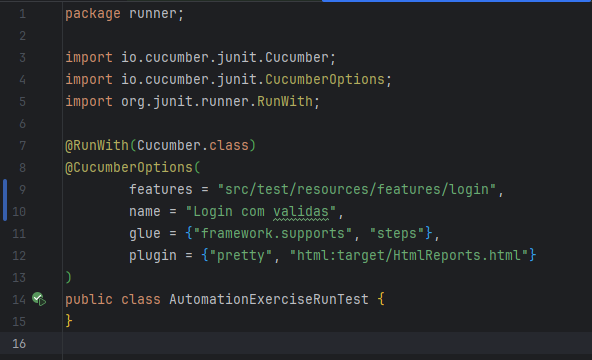 1 package runner;
2
3 import io.cucumber.junit.Cucumber;
4 import io.cucumber.junit.CucumberOptions;
5 import org.junit.runner.RunWith;
6
7 @RunWith(Cucumber.class)
8 @CucumberOptions(
9 features = "src/test/resources/features/login",
10 name = "Login com validas",
11 glue = {"framework.supports", "steps"},
12 plugin = {"pretty", "html:target/HtmlReports.html"}
13 )
14 public class AutomationExerciseRunTest {
15 }
16